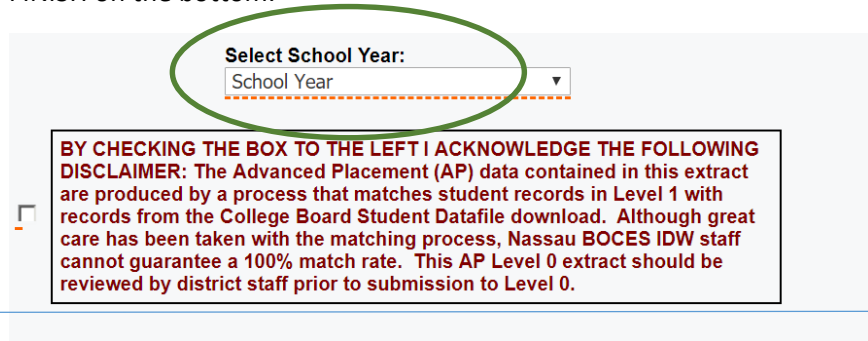 Select School Year:
School Year
BY CHECKING THE BOX TO THE LEFT I ACKNOWLEDGE THE FOLLOWING
DISCLAIMER: The Advanced Placement (AP) data contained in this extract
are produced by a process that matches student records in Level 1 with
records from the College Board Student Datafile download. Although great
care has been taken with the matching process, Nassau BOCES IDW staff
cannot guarantee a 100% match rate. This AP Level 0 extract should be
reviewed by district staff prior to submission to Level 0.